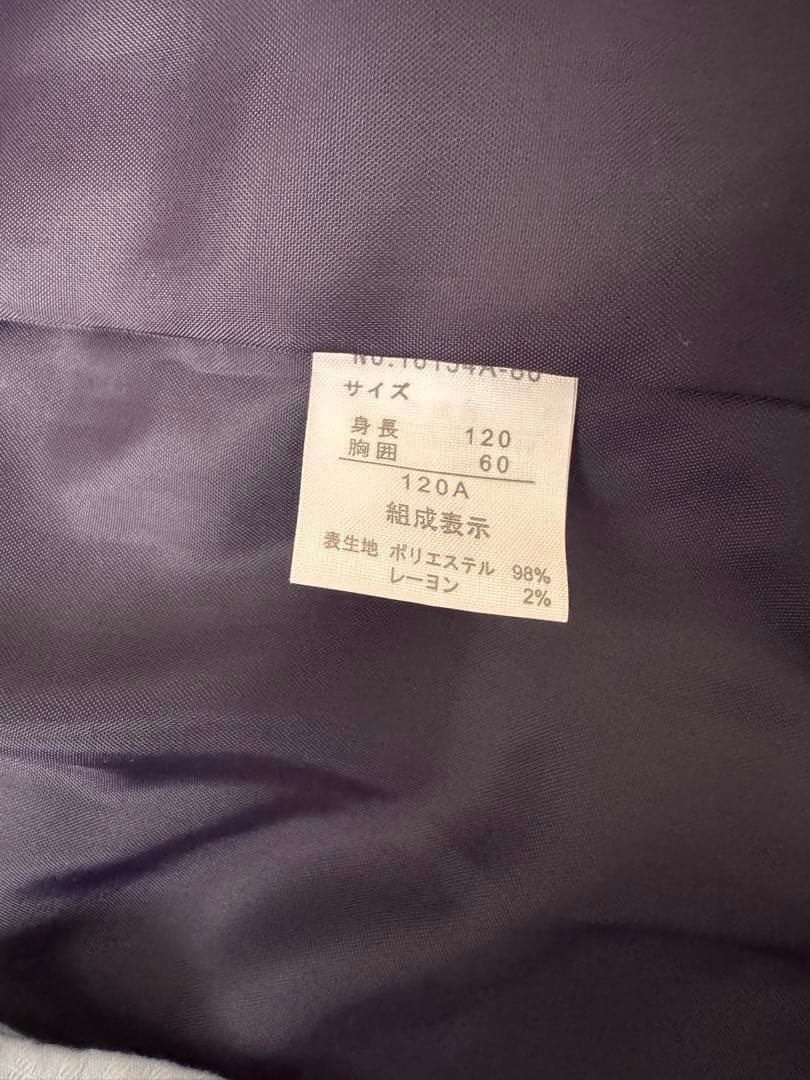 サイズ
身長 120
胸囲 60
120A
組成表示
表生地 ポリエステル 98%
レーヨン 2%